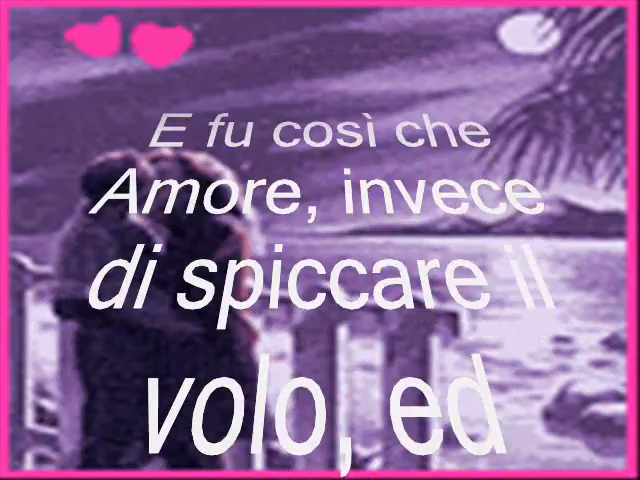 E fu così che
Amore, invece
di spiccare il
volo, ed